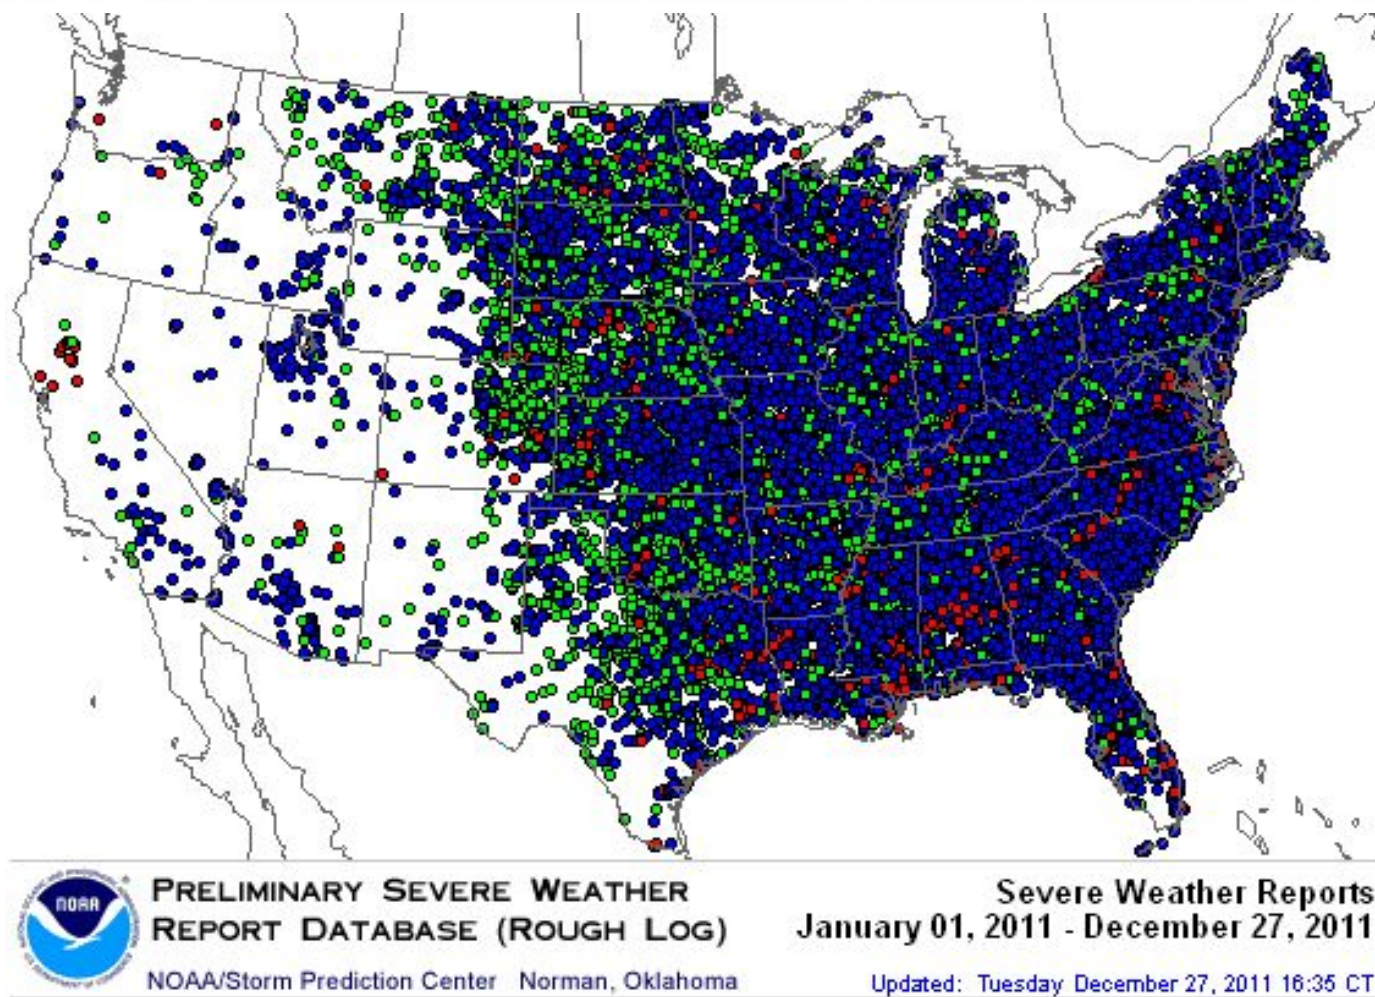 NOAA
PRELIMINARY SEVERE WEATHER
REPORT DATABASE (ROUGH LOG)
NOAA/Storm Prediction Center Norman, Oklahoma
Severe Weather Reports
January 01, 2011 - December 27, 2011
Updated: Tuesday December 27, 2011 16:35 CT